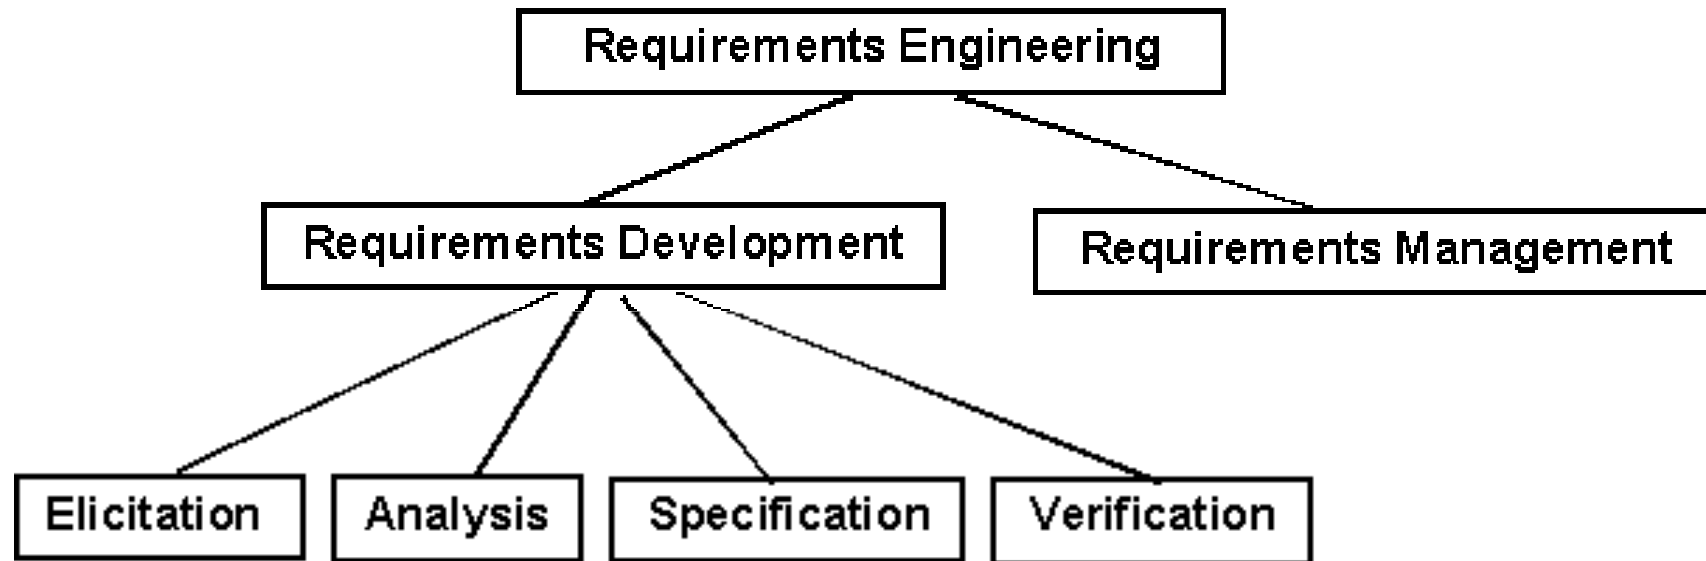 Requirements Engineering
Requirements Development
Requirements Management
Elicitation
Analysis
Specification
Verification